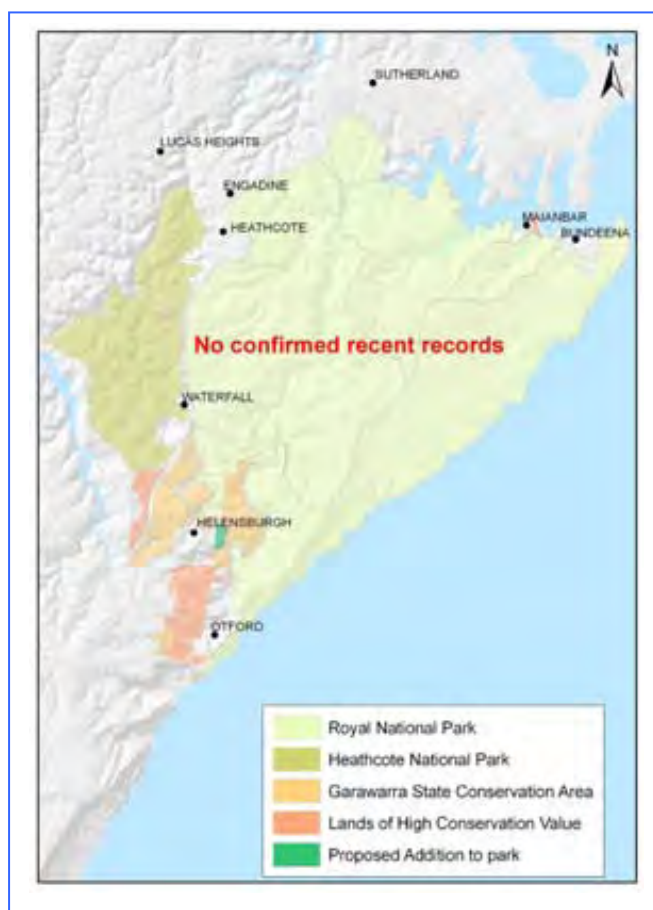 N
SUTHERLAND
LUCAS HEIGHTS
ENGADINE
HEATHCOTE
MAIANBAR
BUNDEENA
No confirmed recent records
WATERFALL
HELENSBURGH
OTFORD
Royal National Park
Heathcote National Park
Garawarra State Conservation Area
Lands of High Conservation Value
Proposed Addition to park